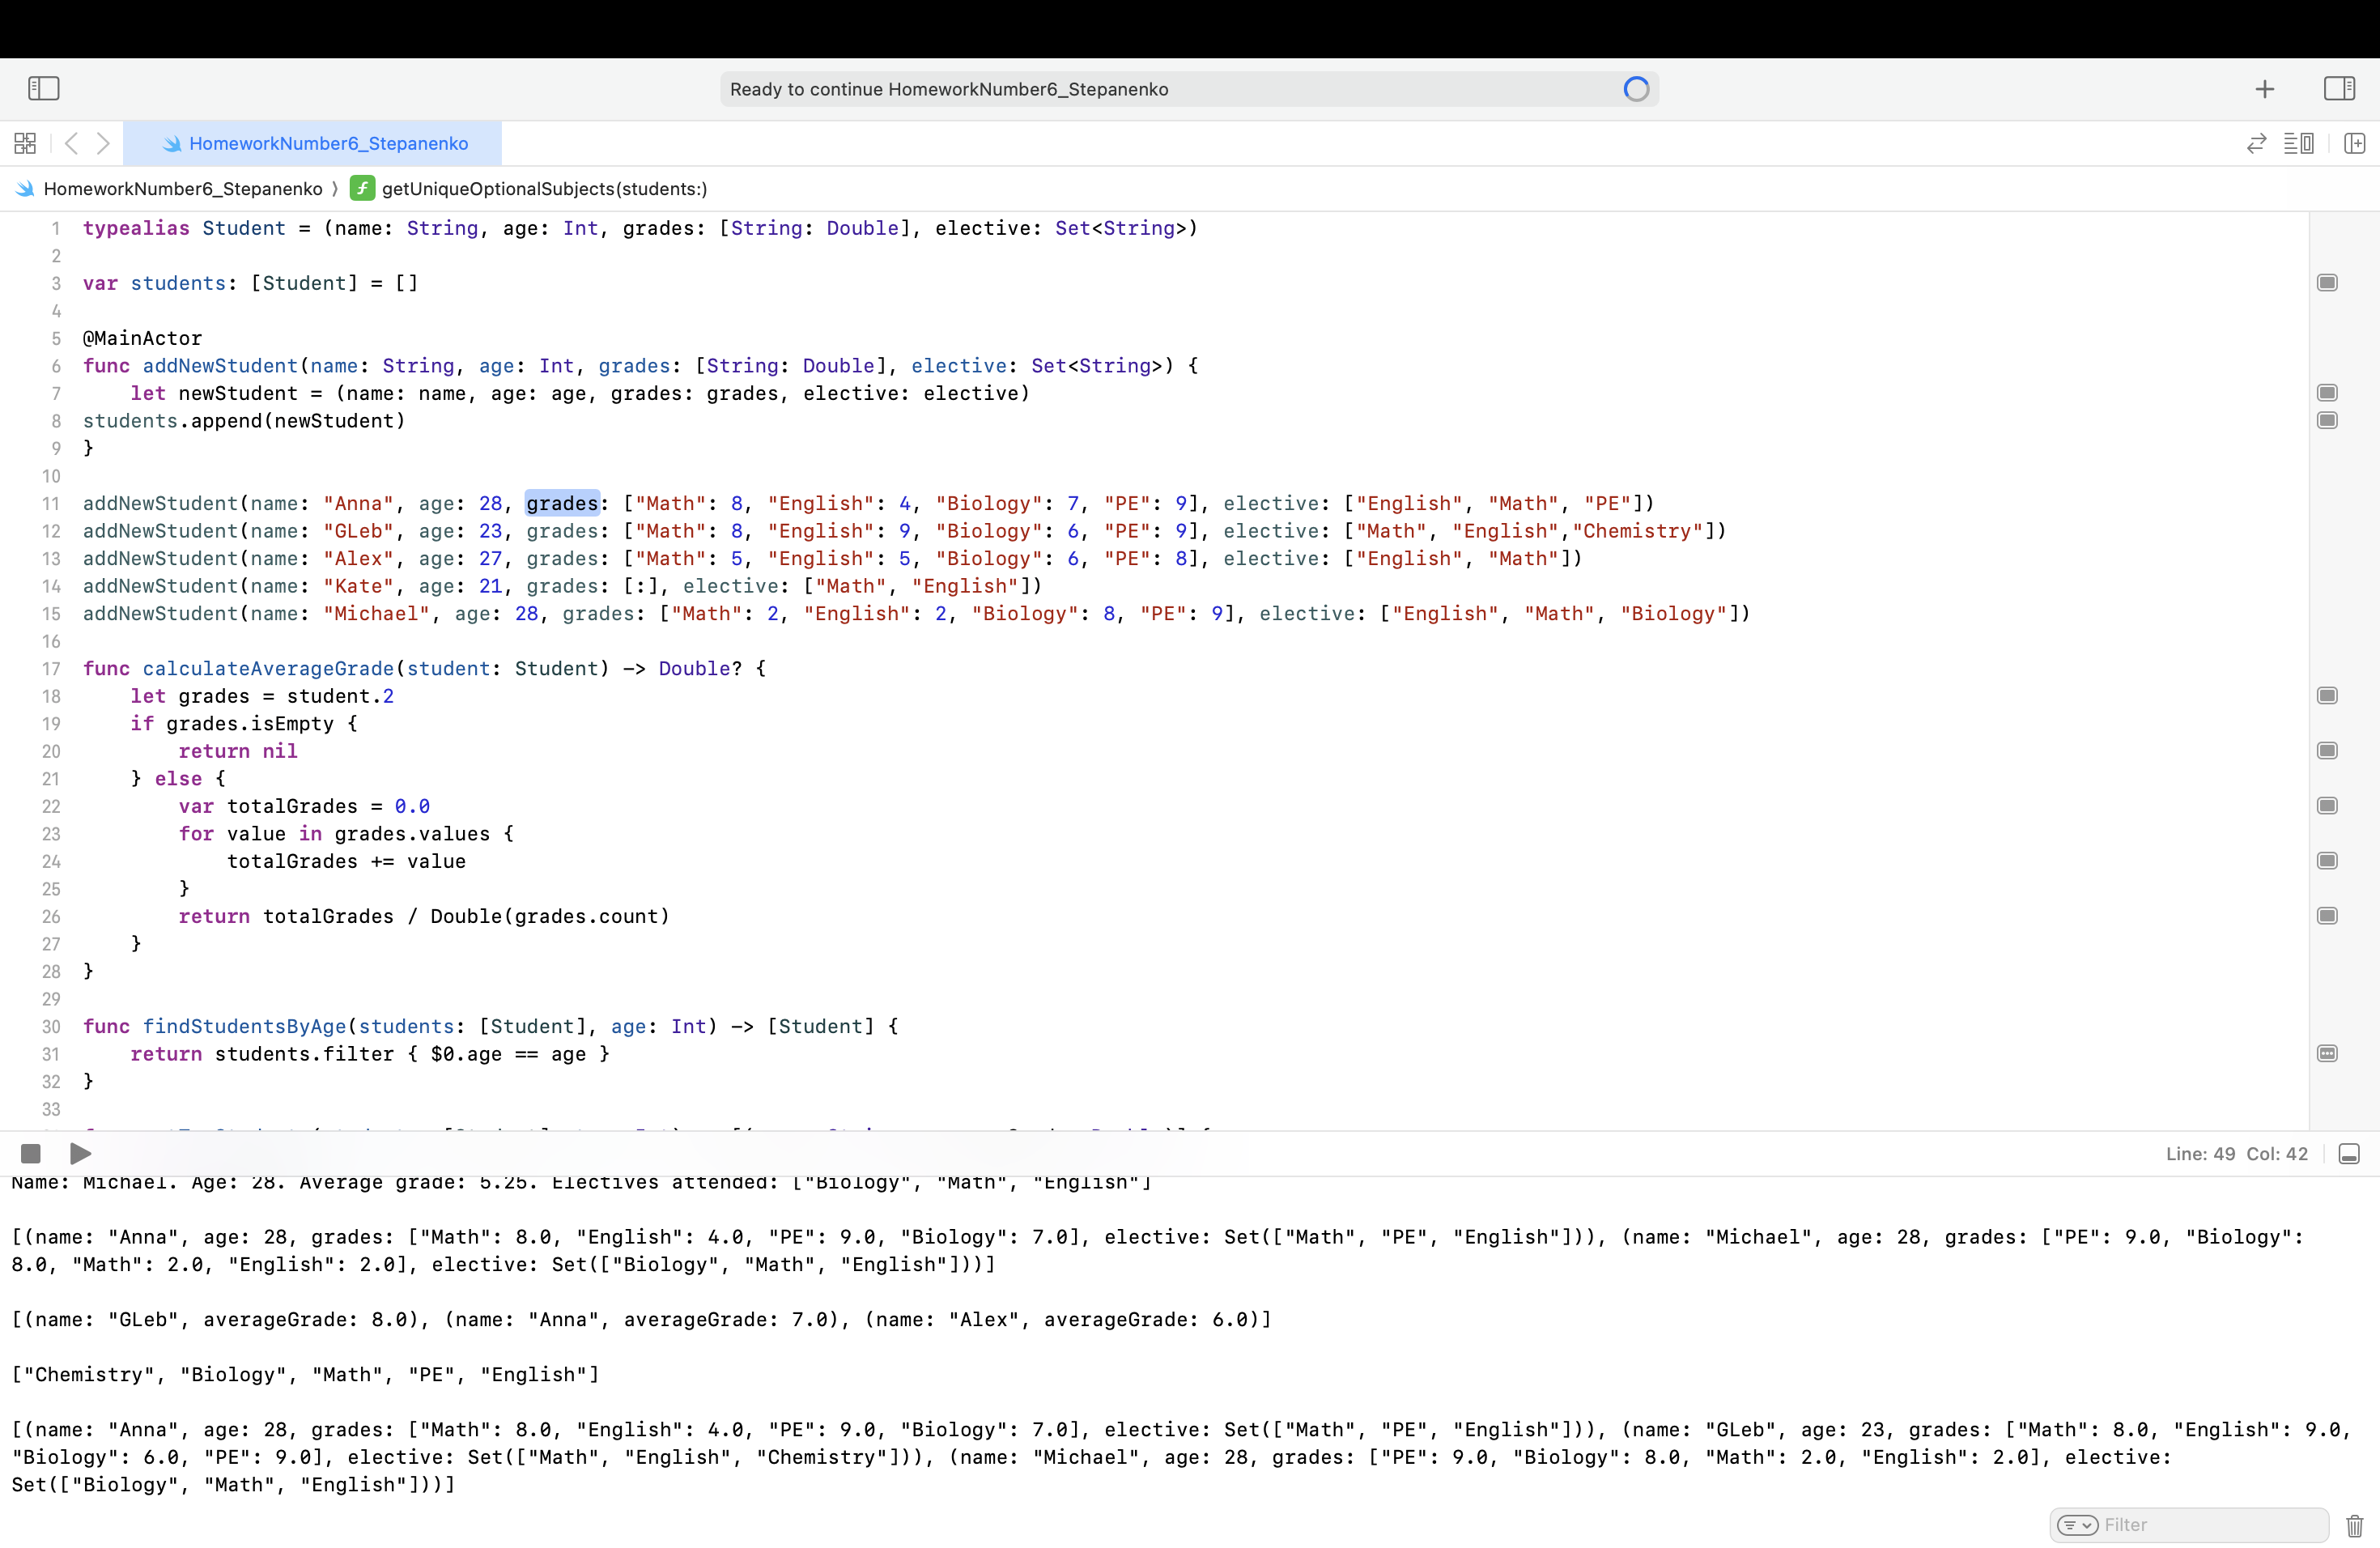 Ready to continue HomeworkNumber6_Stepanenko
HomeworkNumber6_Stepanenko
HomeworkNumber6_Stepanenko ⟩ f getUniqueOptionalSubjects(students:)
1 typealias Student = (name: String, age: Int, grades: [String: Double], elective: Set<String>)
2
3 var students: [Student] = []
4
5 @MainActor
6 func addNewStudent(name: String, age: Int, grades: [String: Double], elective: Set<String>) {
7     let newStudent = (name: name, age: age, grades: grades, elective: elective)
8 students.append(newStudent)
9 }
10
11 addNewStudent(name: "Anna", age: 28, grades: ["Math": 8, "English": 4, "Biology": 7, "PE": 9], elective: ["English", "Math", "PE"])
12 addNewStudent(name: "GLeb", age: 23, grades: ["Math": 8, "English": 9, "Biology": 6, "PE": 9], elective: ["Math", "English","Chemistry"])
13 addNewStudent(name: "Alex", age: 27, grades: ["Math": 5, "English": 5, "Biology": 6, "PE": 8], elective: ["English", "Math"])
14 addNewStudent(name: "Kate", age: 21, grades: [:], elective: ["Math", "English"])
15 addNewStudent(name: "Michael", age: 28, grades: ["Math": 2, "English": 2, "Biology": 8, "PE": 9], elective: ["English", "Math", "Biology"])
16
17 func calculateAverageGrade(student: Student) -> Double? {
18     let grades = student.2
19     if grades.isEmpty {
20         return nil
21     } else {
22         var totalGrades = 0.0
23         for value in grades.values {
24             totalGrades += value
25         }
26         return totalGrades / Double(grades.count)
27     }
28 }
29
30 func findStudentsByAge(students: [Student], age: Int) -> [Student] {
31     return students.filter { $0.age == age }
32 }
33
Line: 49 Col: 42
Name: Michael. Age: 28. Average grade: 5.25. Electives attended: ["Biology", "Math", "English"]
[(name: "Anna", age: 28, grades: ["Math": 8.0, "English": 4.0, "PE": 9.0, "Biology": 7.0], elective: Set(["Math", "PE", "English"])), (name: "Michael", age: 28, grades: ["PE": 9.0, "Biology":
8.0, "Math": 2.0, "English": 2.0], elective: Set(["Biology", "Math", "English"]))]
[(name: "GLeb", averageGrade: 8.0), (name: "Anna", averageGrade: 7.0), (name: "Alex", averageGrade: 6.0)]
["Chemistry", "Biology", "Math", "PE", "English"]
[(name: "Anna", age: 28, grades: ["Math": 8.0, "English": 4.0, "PE": 9.0, "Biology": 7.0], elective: Set(["Math", "PE", "English"])), (name: "GLeb", age: 23, grades: ["Math": 8.0, "English": 9.0,
"Biology": 6.0, "PE": 9.0], elective: Set(["Math", "English", "Chemistry"])), (name: "Michael", age: 28, grades: ["PE": 9.0, "Biology": 8.0, "Math": 2.0, "English": 2.0], elective:
Set(["Biology", "Math", "English"]))]
Filter